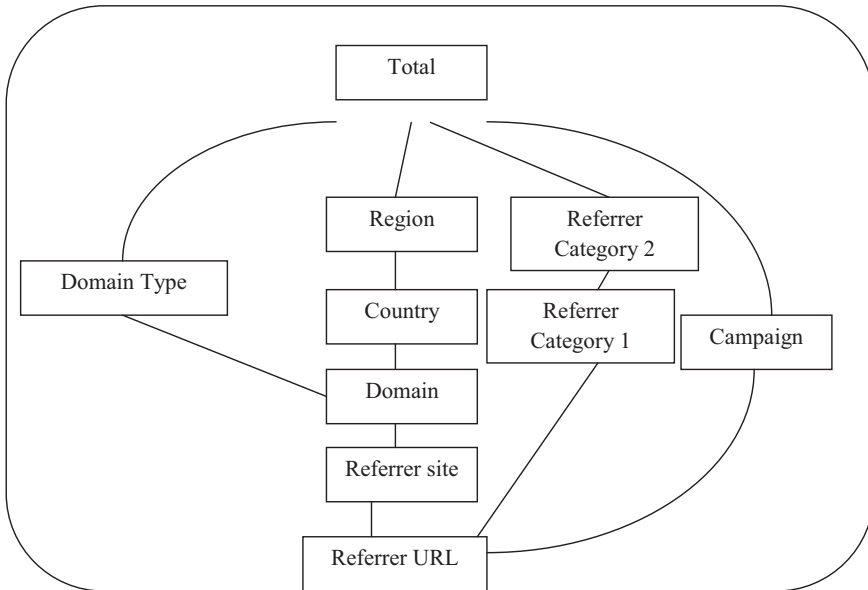 Total
Region
Referrer
Category 2
Domain Type
Country
Referrer
Category 1
Campaign
Domain
Referrer site
Referrer URL